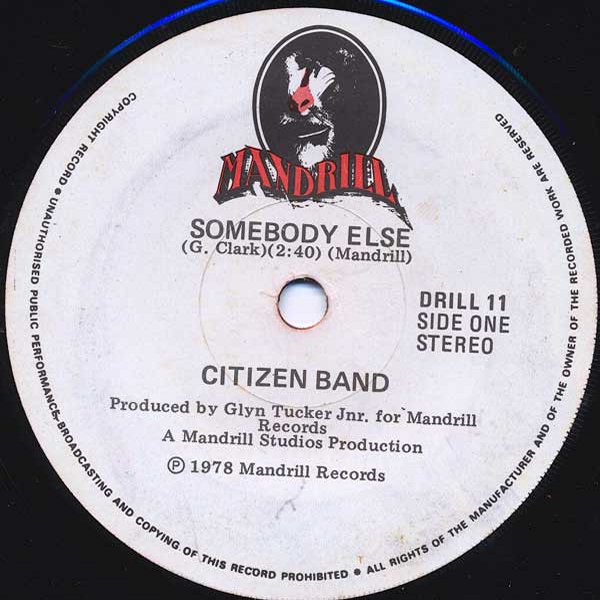 MANDRILL
SOMEBODY ELSE
(G. Clark)(2:40) (Mandrill)
DRILL 11
SIDE ONE
STEREO
CITIZEN BAND
Produced by Glyn Tucker Jnr. for Mandrill
Records
A Mandrill Studios Production
℗ 1978 Mandrill Records
COPYRIGHT RECORD • UNAUTHORISED PUBLIC PERFORMANCE, BROADCASTING AND COPYING OF THIS RECORD PROHIBITED • ALL RIGHTS OF THE MANUFACTURER AND OF THE OWNER OF THE RECORDED WORK ARE RESERVED